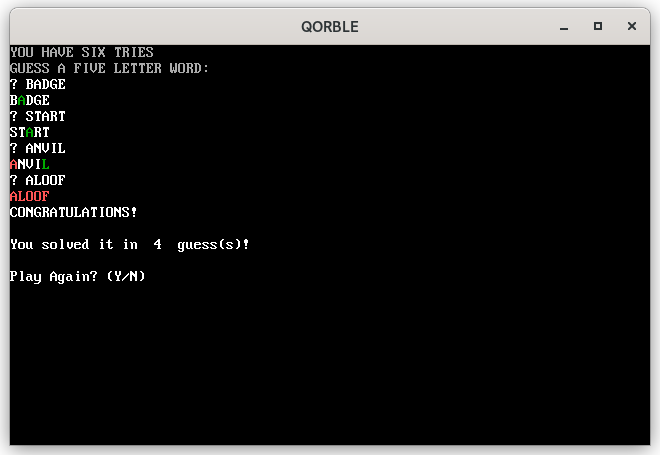 QORBLE
YOU HAVE SIX TRIES
GUESS A FIVE LETTER WORD:
? BADGE
BADGE
? START
START
? ANVIL
ANVIL
? ALOOF
ALOOF
CONGRATULATIONS!
You solved it in  4  guess(s)!
Play Again? (Y/N)